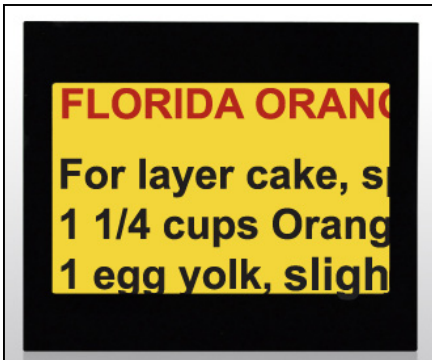 FLORIDA ORANG
For layer cake, sp
1 1/4 cups Orang
1 egg yolk, sligh